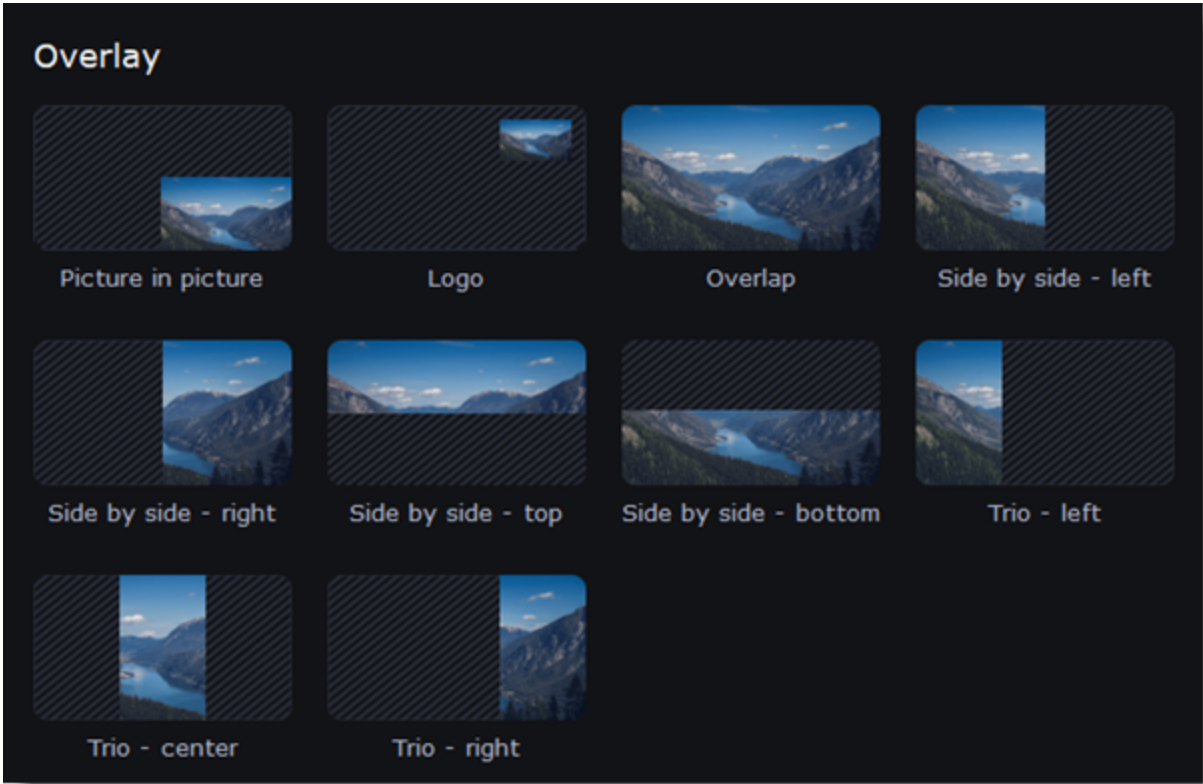 Overlay
Picture in picture
Logo
Overlap
Side by side - left
Side by side - right
Side by side - top
Side by side - bottom
Trio - left
Trio - center
Trio - right